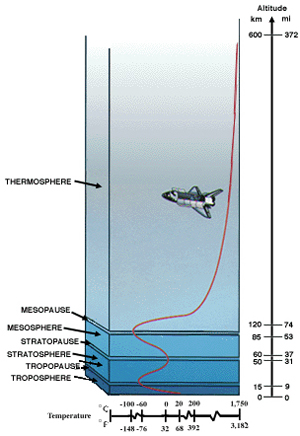 Altitude
km mi
600 372
THERMOSPHERE
MESOPAUSE
120 74
MESOSPHERE
85 53
STRATOPAUSE
60 37
STRATOSPHERE
50 31
TROPOPAUSE
TROPOSPHERE
15 9
0 0
°C -100 -60 0 20 200 1,750
Temperature
°F -148 -76 32 68 392 3,182